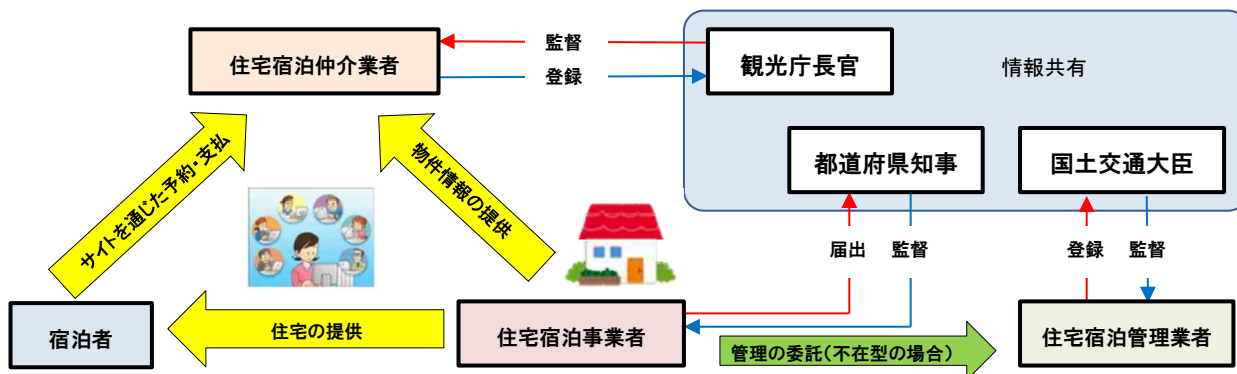 住宅宿泊仲介業者
監督
登録
観光庁長官
情報共有
都道府県知事
国土交通大臣
サイトを通じた予約・支払
物件情報の提供
届出
監督
登録
監督
宿泊者
住宅の提供
住宅宿泊事業者
管理の委託(不在型の場合)
住宅宿泊管理業者